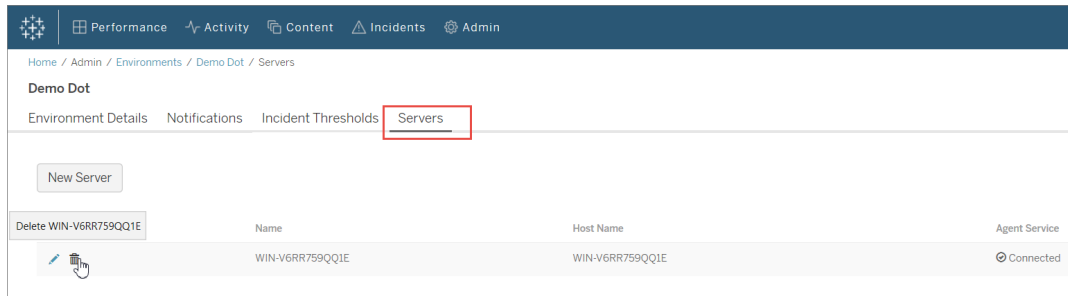 Performance Activity Content Incidents Admin
Home / Admin / Environments / Demo Dot / Servers
Demo Dot
Environment Details Notifications Incident Thresholds Servers
New Server
Delete WIN-V6RR759QQ1E
Name Host Name Agent Service
WIN-V6RR759QQ1E WIN-V6RR759QQ1E Connected